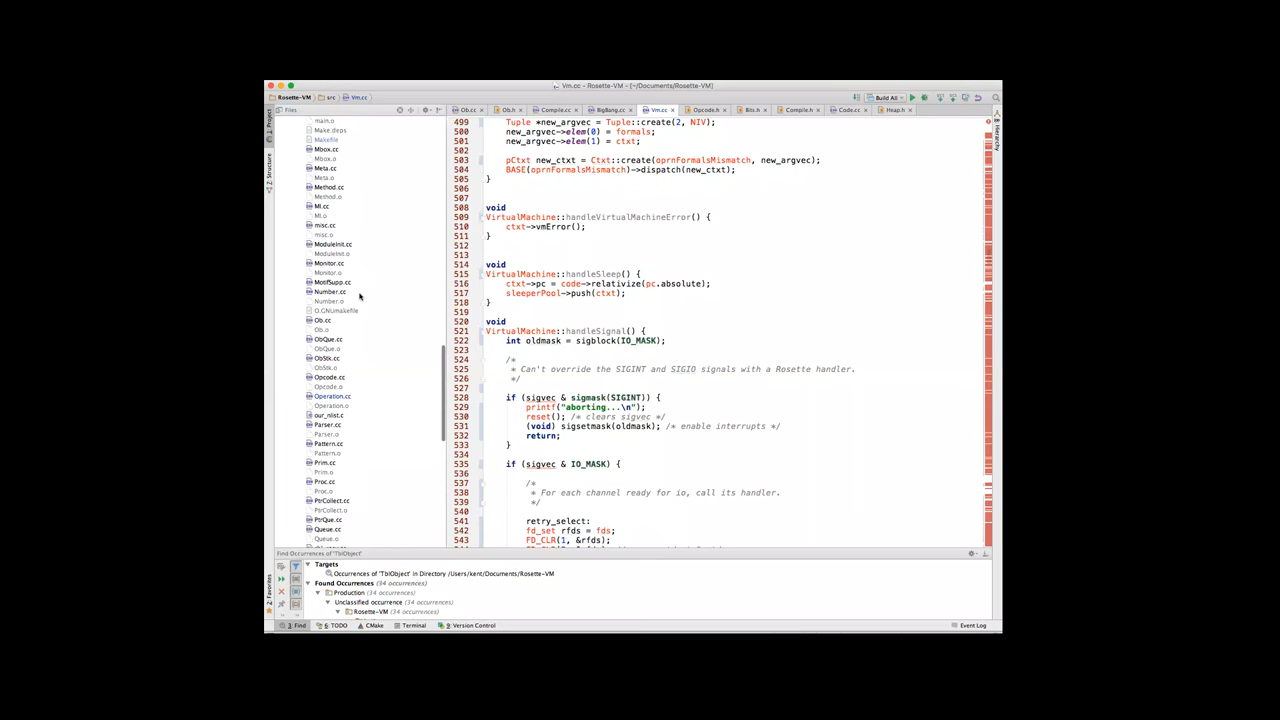 Vm.cc - Rosette-VM - [~/Documents/Rosette-VM]
Rosette-VM src Vm.cc Build All
Files
Ob.cc Ob.h Compile.cc BigBang.cc Vm.cc Opcode.h Bits.h Compile.h Code.cc Heap.h
1: Project
7: Structure
Hierarchy
main.o
Make.deps
Makefile
Mbox.cc
Mbox.o
Meta.cc
Meta.o
Method.cc
Method.o
MI.cc
MI.o
misc.cc
misc.o
ModuleInit.cc
ModuleInit.o
Monitor.cc
Monitor.o
MotifSupp.cc
Number.cc
Number.o
O.GNUmakefile
Ob.cc
Ob.o
ObQue.cc
ObQue.o
ObStk.cc
ObStk.o
Opcode.cc
Opcode.o
Operation.cc
Operation.o
our_nlist.c
Parser.cc
Parser.o
Pattern.cc
Pattern.o
Prim.cc
Prim.o
Proc.cc
Proc.o
PtrCollect.cc
PtrCollect.o
PtrQue.cc
Queue.cc
Queue.o
499 Tuple *new_argvec = Tuple::create(2, NIV);
500 new_argvec->elem(0) = formals;
501 new_argvec->elem(1) = ctxt;
502
503 pCtxt new_ctxt = Ctxt::create(oprnFormalsMismatch, new_argvec);
504 BASE(oprnFormalsMismatch)->dispatch(new_ctxt);
505 }
506
507
508 void
509 VirtualMachine::handleVirtualMachineError() {
510 ctxt->vmError();
511 }
512
513
514 void
515 VirtualMachine::handleSleep() {
516 ctxt->pc = code->relativize(pc.absolute);
517 sleeperPool->push(ctxt);
518 }
519
520 void
521 VirtualMachine::handleSignal() {
522 int oldmask = sigblock(IO_MASK);
523
524 /*
525 * Can't override the SIGINT and SIGIO signals with a Rosette handler.
526 */
527
528 if (sigvec & sigmask(SIGINT)) {
529 printf("aborting...\n");
530 reset(); /* clears sigvec */
531 (void) sigsetmask(oldmask); /* enable interrupts */
532 return;
533 }
534
535 if (sigvec & IO_MASK) {
536
537 /*
538 * For each channel ready for io, call its handler.
539 */
540
541 retry_select:
542 fd_set rfds = fds;
543 FD_CLR(1, &rfds);
Find Occurrences of 'TblObject'
2: Favorites
Targets
Occurrences of 'TblObject' in Directory /Users/kent/Documents/Rosette-VM
Found Occurrences (34 occurrences)
Production (34 occurrences)
Unclassified occurrence (34 occurrences)
Rosette-VM (34 occurrences)
3: Find 6: TODO CMake Terminal 9: Version Control Event Log